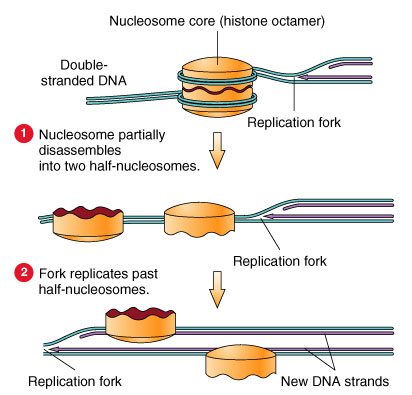 Nucleosome core (histone octamer)
Double-
stranded DNA
Replication fork
1 Nucleosome partially
disassembles
into two half-nucleosomes.
Replication fork
2 Fork replicates past
half-nucleosomes.
Replication fork
New DNA strands